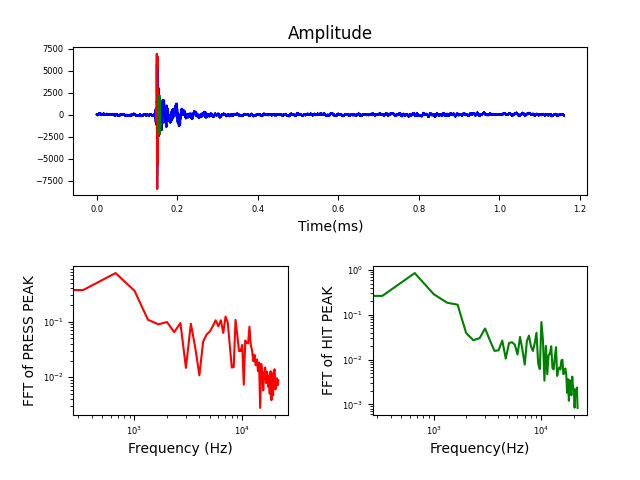 Amplitude
7500
5000
2500
0
−2500
−5000
−7500
0.0 0.2 0.4 0.6 0.8 1.0 1.2
Time(ms)
FFT of PRESS PEAK
10⁻¹
10⁻²
10³ 10⁴
Frequency (Hz)
FFT of HIT PEAK
10⁰
10⁻¹
10⁻²
10⁻³
10³ 10⁴
Frequency(Hz)